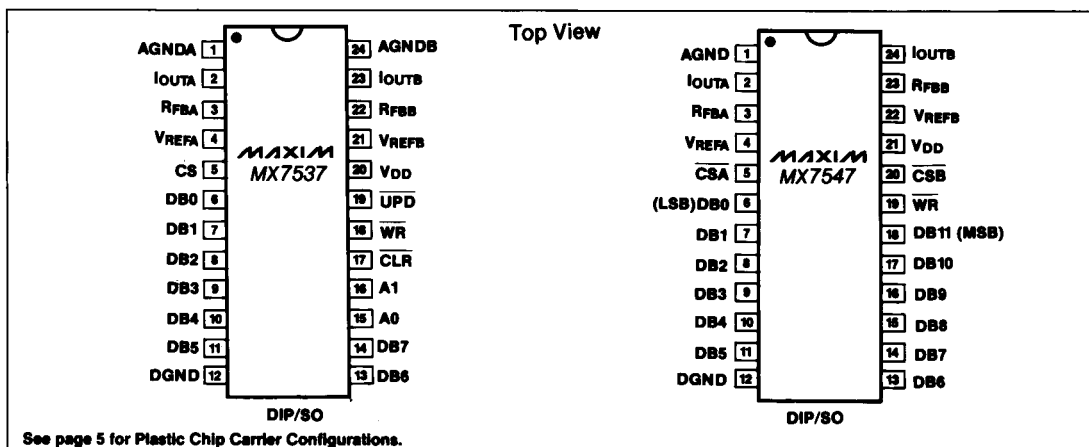 Top View
AGNDA 1 24 AGNDB
IOUTA 2 23 IOUTB
RFBA 3 22 RFBB
VREFA 4 21 VREFB
CS 5 20 VDD
DB0 6 19 UPD
DB1 7 18 WR
DB2 8 17 CLR
DB3 9 16 A1
DB4 10 15 A0
DB5 11 14 DB7
DGND 12 13 DB6
MAXIM
MX7537
DIP/SO
AGND 1 24 IOUTB
IOUTA 2 23 RFBB
RFBA 3 22 VREFB
VREFA 4 21 VDD
CSA 5 20 CSB
(LSB)DB0 6 19 WR
DB1 7 18 DB11 (MSB)
DB2 8 17 DB10
DB3 9 16 DB9
DB4 10 15 DB8
DB5 11 14 DB7
DGND 12 13 DB6
MAXIM
MX7547
DIP/SO
See page 5 for Plastic Chip Carrier Configurations.